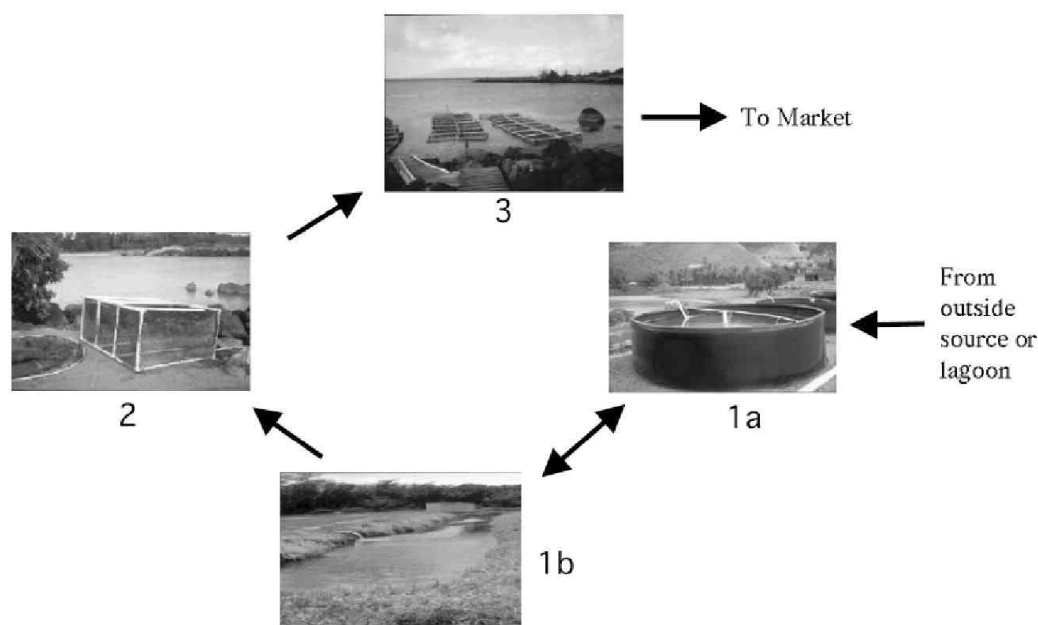 To Market
3
From
outside
source or
lagoon
2
1a
1b